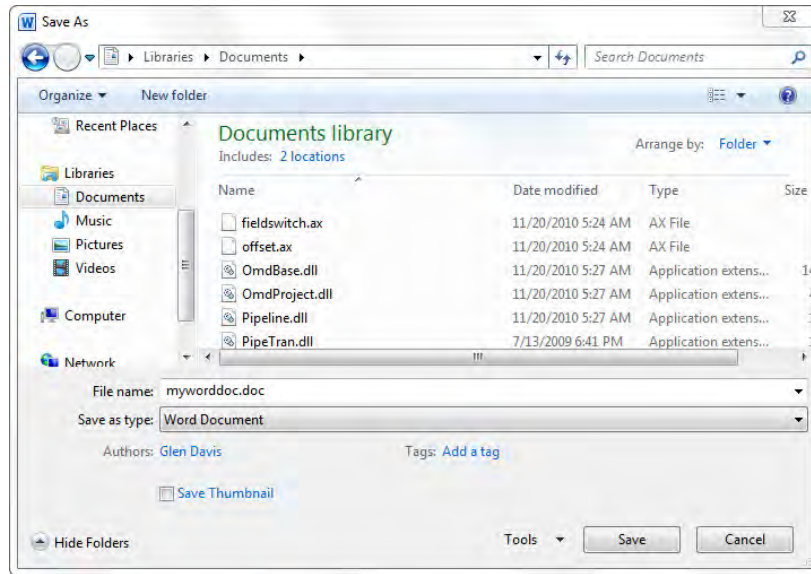 Save As
Libraries Documents
Search Documents
Organize New folder
Recent Places
Libraries
Documents
Music
Pictures
Videos
Computer
Network
Documents library
Includes: 2 locations
Arrange by: Folder
Name Date modified Type Size
fieldswitch.ax 11/20/2010 5:24 AM AX File
offset.ax 11/20/2010 5:24 AM AX File
OmdBase.dll 11/20/2010 5:27 AM Application extens...
OmdProject.dll 11/20/2010 5:27 AM Application extens...
Pipeline.dll 11/20/2010 5:27 AM Application extens...
PipeTran.dll 7/13/2009 6:41 PM Application extens...
File name: myworddoc.doc
Save as type: Word Document
Authors: Glen Davis Tags: Add a tag
Save Thumbnail
Hide Folders Tools Save Cancel